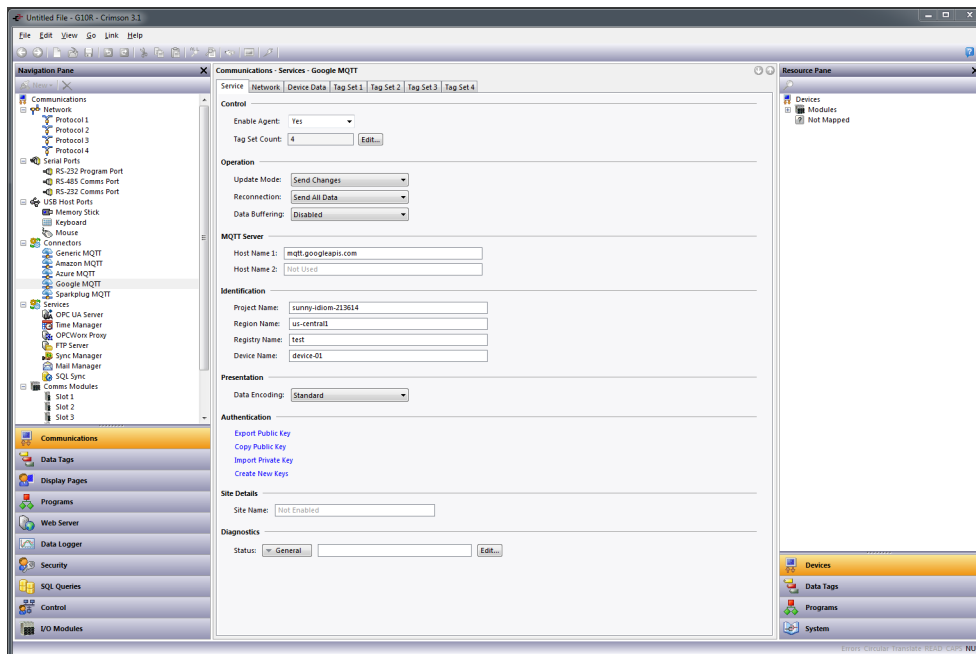 Untitled File - G10R - Crimson 3.1
File Edit View Go Link Help
Navigation Pane
New
Communications
Network
Protocol 1
Protocol 2
Protocol 3
Protocol 4
Serial Ports
RS-232 Program Port
RS-485 Comms Port
RS-232 Comms Port
USB Host Ports
Memory Stick
Keyboard
Mouse
Connectors
Generic MQTT
Amazon MQTT
Azure MQTT
Google MQTT
Sparkplug MQTT
Services
OPC UA Server
Time Manager
OPCWorx Proxy
FTP Server
Sync Manager
Mail Manager
SQL Sync
Comms Modules
Slot 1
Slot 2
Slot 3
Communications
Data Tags
Display Pages
Programs
Web Server
Data Logger
Security
SQL Queries
Control
I/O Modules
Communications - Services - Google MQTT
Service Network Device Data Tag Set 1 Tag Set 2 Tag Set 3 Tag Set 4
Control
Enable Agent: Yes
Tag Set Count: 4 Edit...
Operation
Update Mode: Send Changes
Reconnection: Send All Data
Data Buffering: Disabled
MQTT Server
Host Name 1: mqtt.googleapis.com
Host Name 2: Not Used
Identification
Project Name: sunny-idiom-213614
Region Name: us-central1
Registry Name: test
Device Name: device-01
Presentation
Data Encoding: Standard
Authentication
Export Public Key
Copy Public Key
Import Private Key
Create New Keys
Site Details
Site Name: Not Enabled
Diagnostics
Status: General Edit...
Resource Pane
Devices
Modules
Not Mapped
Devices
Data Tags
Programs
System
Errors Circular Translate READ CAPS NU